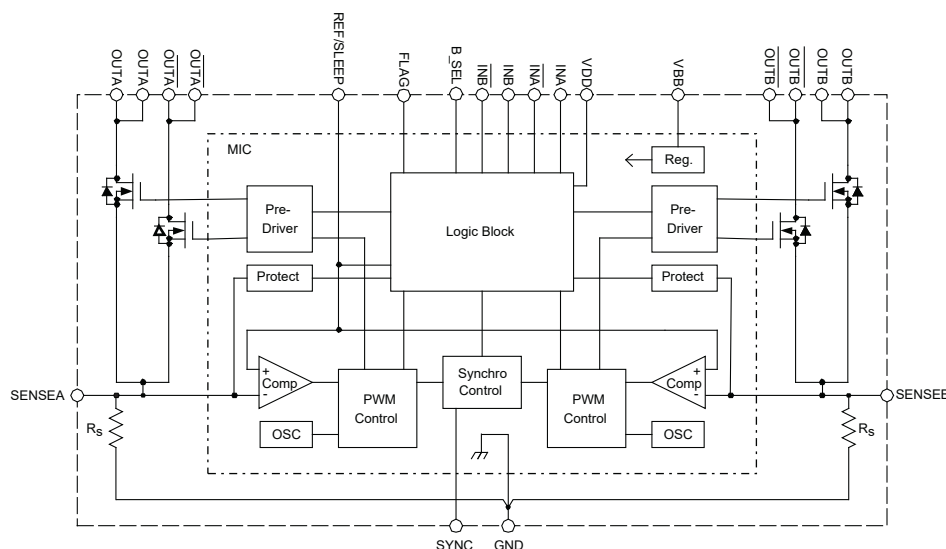 OUTA
OUTA
OUTA
OUTA
REF/SLEEP
FLAG
B_SEL
INB
INB
INA
INA
VDD
VBB
OUTB
OUTB
OUTB
OUTB
MIC
Reg.
Pre-
Driver
Logic Block
Pre-
Driver
Protect
Protect
+
-
Comp
PWM
Control
Synchro
Control
PWM
Control
+
-
Comp
SENSEA
SENSEB
Rs
OSC
OSC
Rs
SYNC
GND